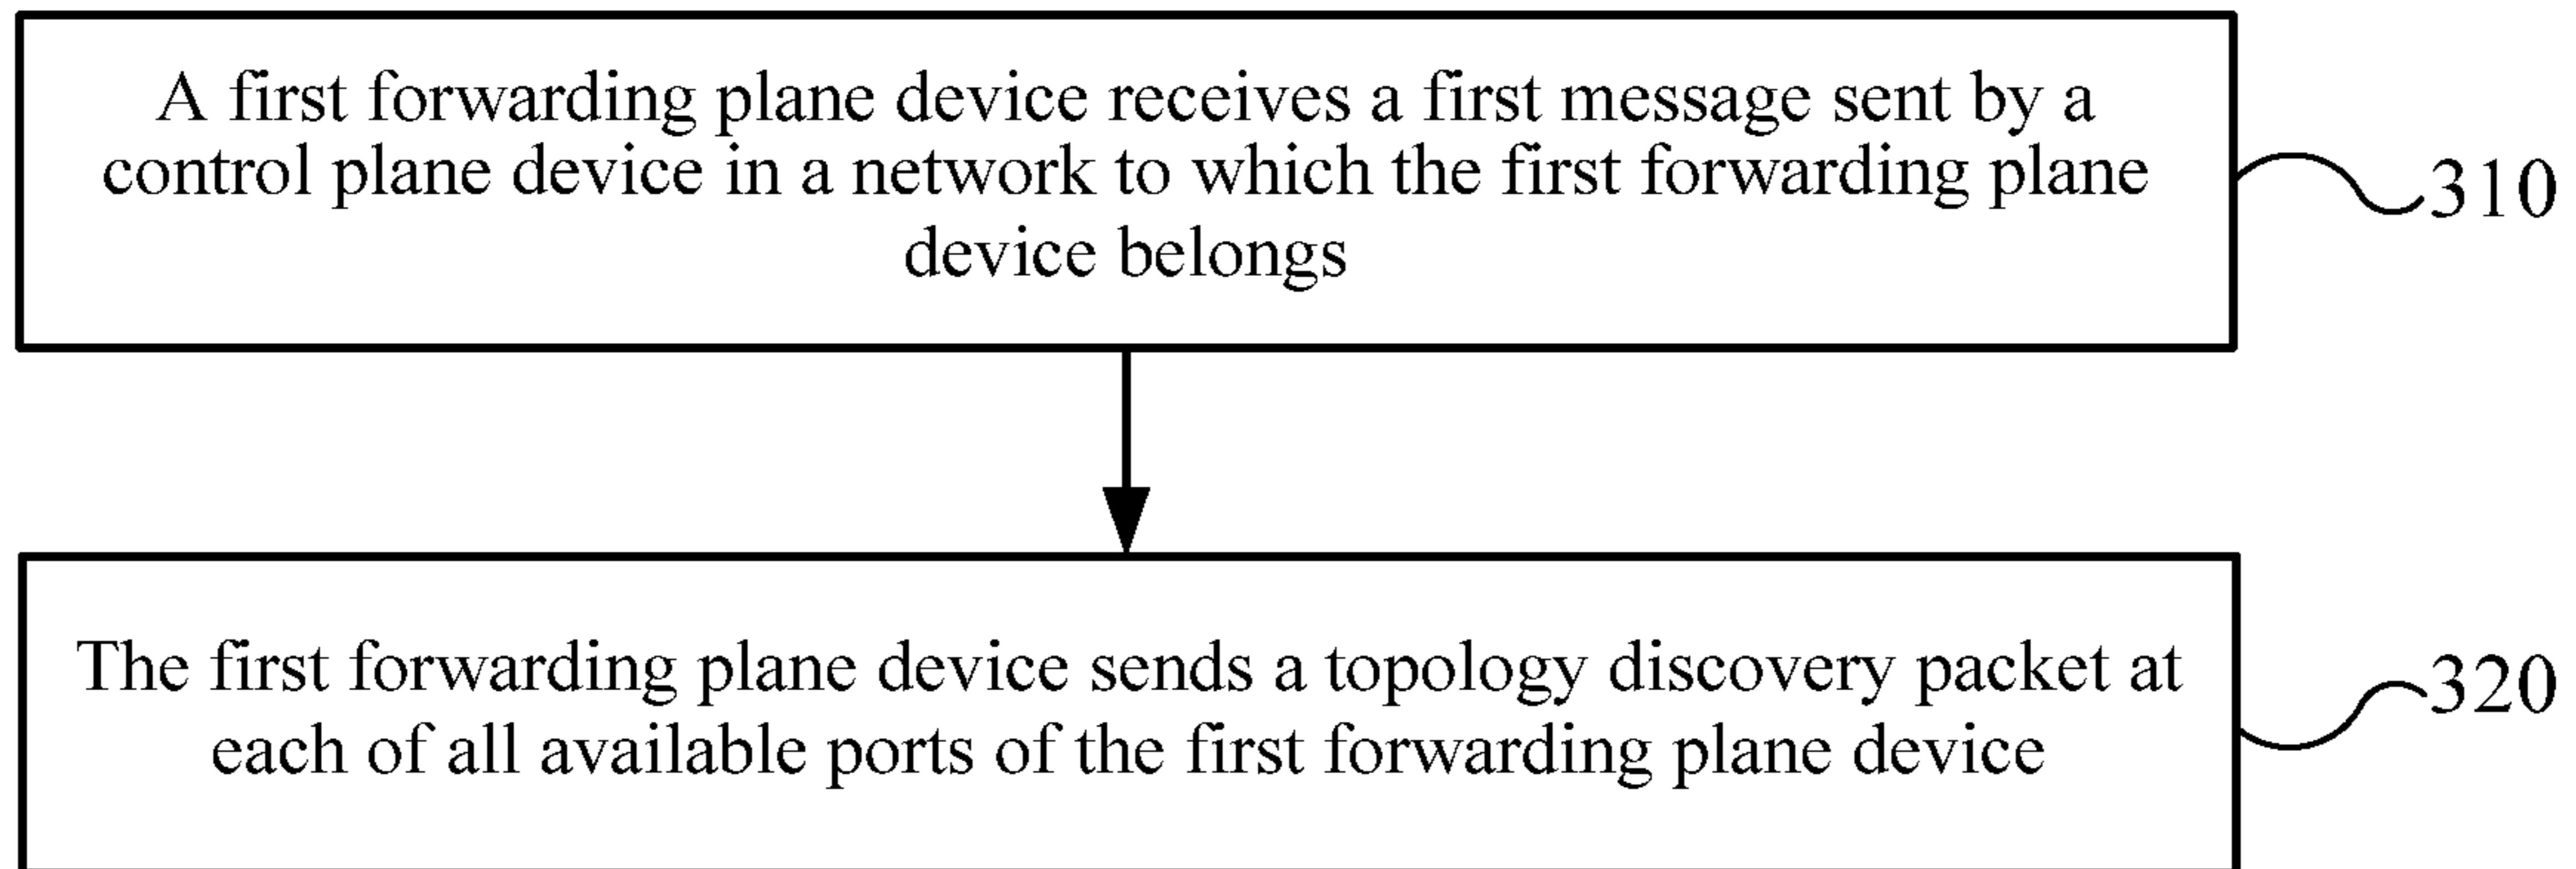 A first forwarding plane device receives a first message sent by a
control plane device in a network to which the first forwarding plane
device belongs
310
The first forwarding plane device sends a topology discovery packet at
each of all available ports of the first forwarding plane device
320